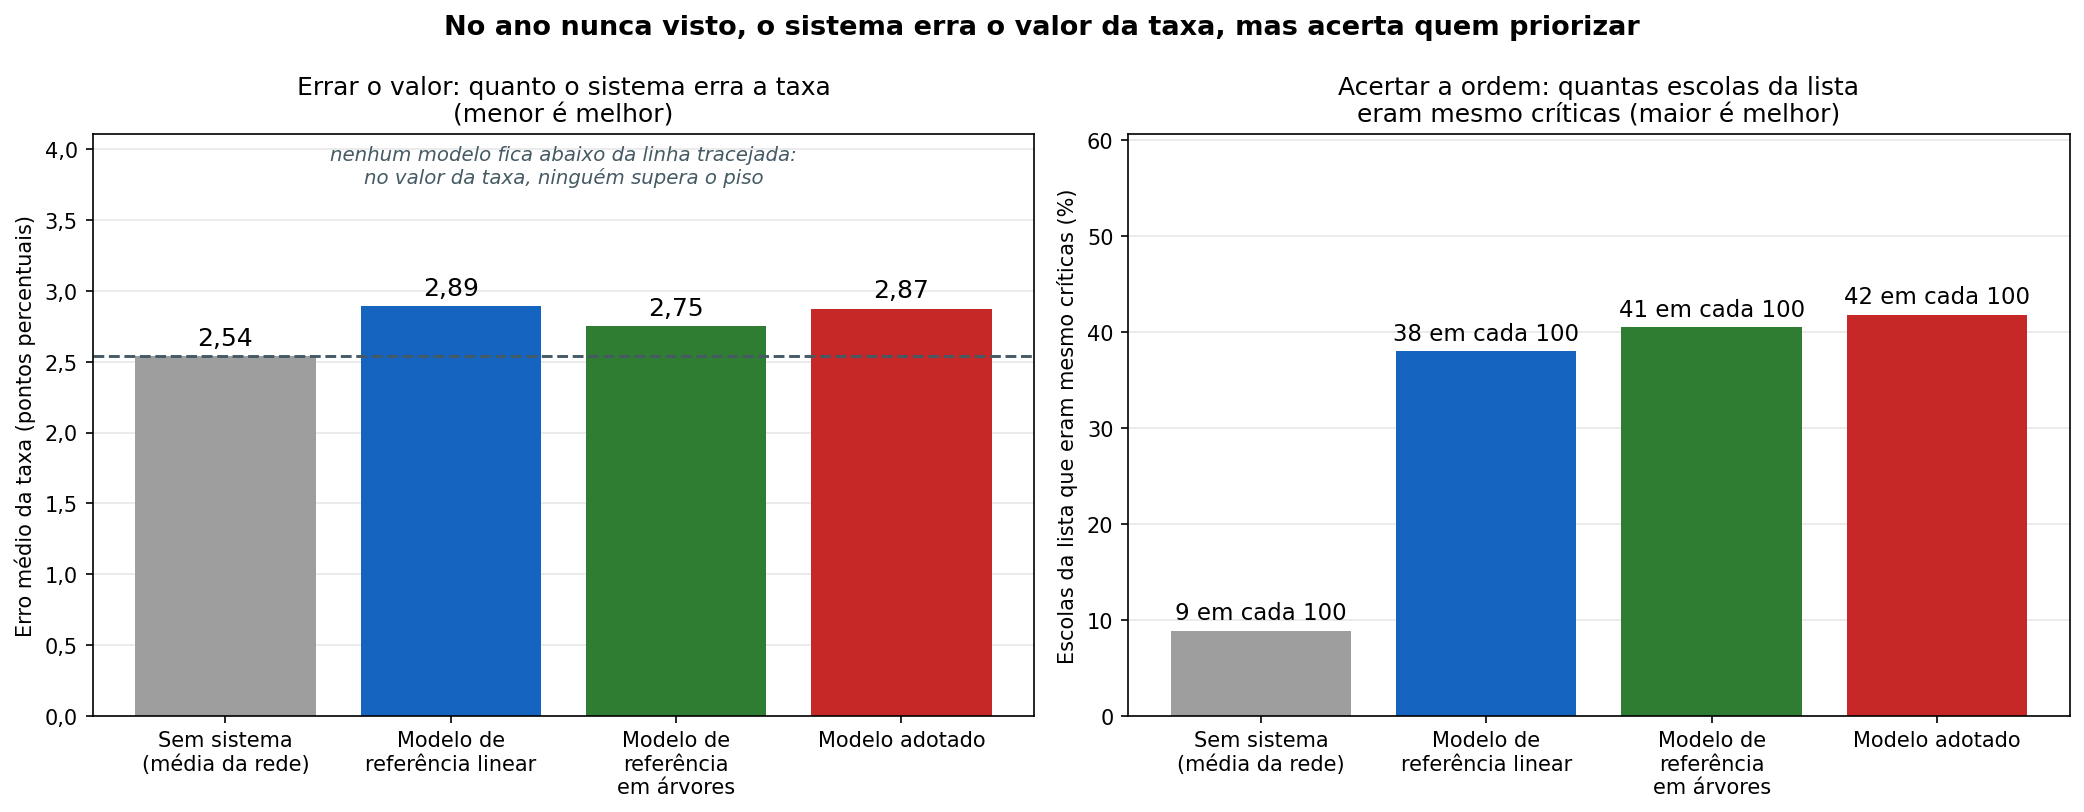 No ano nunca visto, o sistema erra o valor da taxa, mas acerta quem priorizar
Errar o valor: quanto o sistema erra a taxa
(menor é melhor)
nenhum modelo fica abaixo da linha tracejada:
no valor da taxa, ninguém supera o piso
Erro médio da taxa (pontos percentuais)
4,0
3,5
3,0
2,5
2,0
1,5
1,0
0,5
0,0
2,54
2,89
2,75
2,87
Sem sistema
(média da rede)
Modelo de
referência linear
Modelo de
referência
em árvores
Modelo adotado
Acertar a ordem: quantas escolas da lista
eram mesmo críticas (maior é melhor)
Escolas da lista que eram mesmo críticas (%)
60
50
40
30
20
10
0
9 em cada 100
38 em cada 100
41 em cada 100
42 em cada 100
Sem sistema
(média da rede)
Modelo de
referência linear
Modelo de
referência
em árvores
Modelo adotado